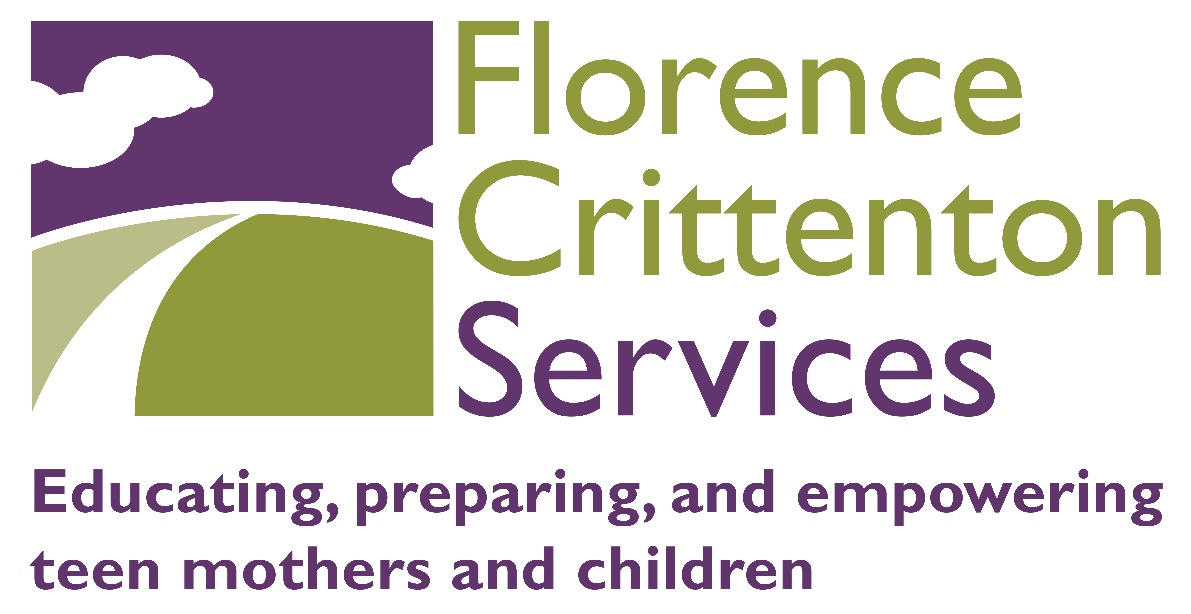 Florence
Crittenton
Services
Educating, preparing, and empowering
teen mothers and children